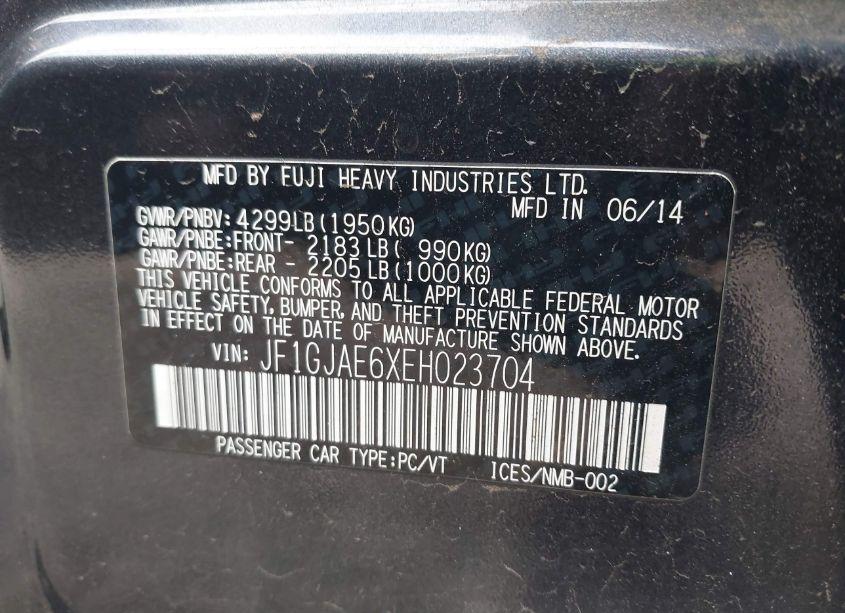 MFD BY FUJI HEAVY INDUSTRIES LTD.
MFD IN 06/14
GVWR/PNBV: 4299LB (1950KG)
GAWR/PNBE:FRONT- 2183 LB ( 990KG)
GAWR/PNBE:REAR - 2205 LB (1000KG)
THIS VEHICLE CONFORMS TO ALL APPLICABLE FEDERAL MOTOR
VEHICLE SAFETY, BUMPER, AND THEFT PREVENTION STANDARDS
IN EFFECT ON THE DATE OF MANUFACTURE SHOWN ABOVE.
VIN: JF1GJAE6XEH023704
PASSENGER CAR TYPE:PC/VT ICES/NMB-002